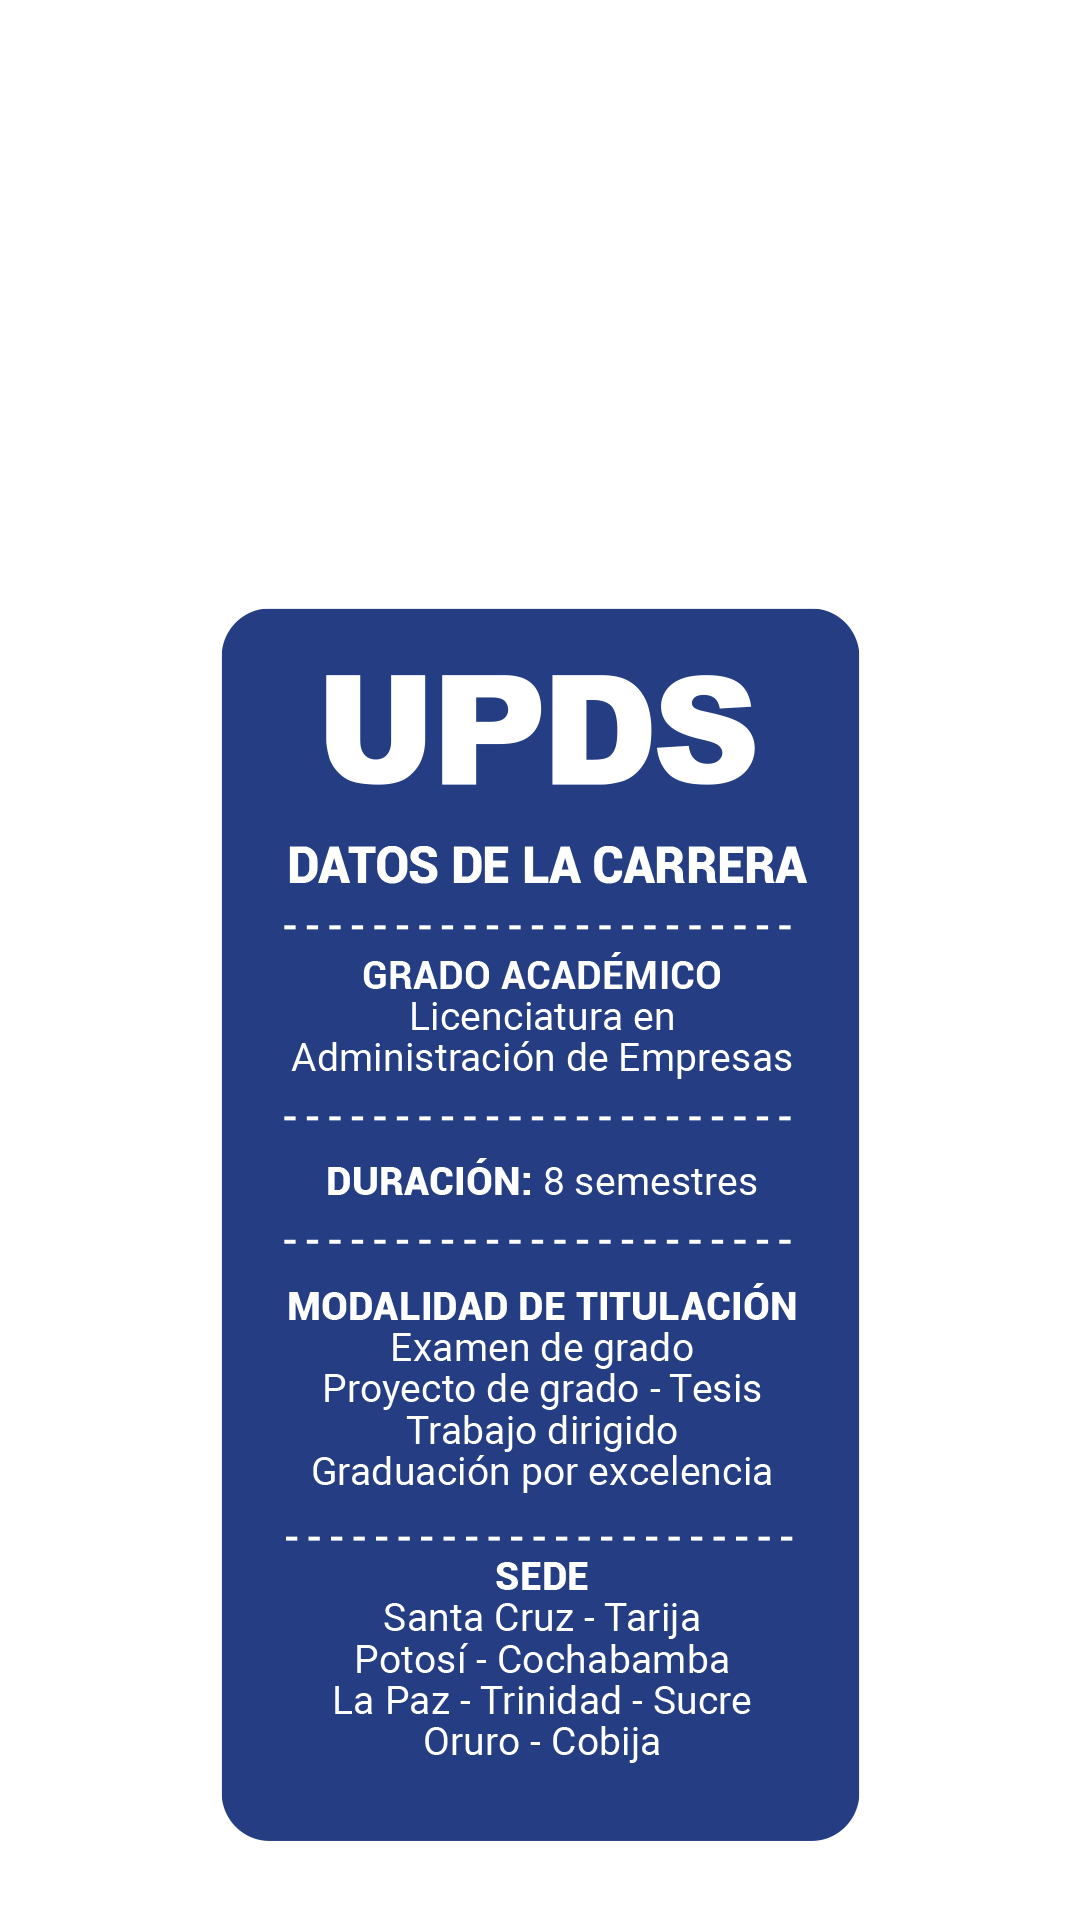 UPDS
DATOS DE LA CARRERA
GRADO ACADÉMICO
Licenciatura en
Administración de Empresas
DURACIÓN: 8 semestres
MODALIDAD DE TITULACIÓN
Examen de grado
Proyecto de grado - Tesis
Trabajo dirigido
Graduación por excelencia
SEDE
Santa Cruz - Tarija
Potosí - Cochabamba
La Paz - Trinidad - Sucre
Oruro - Cobija